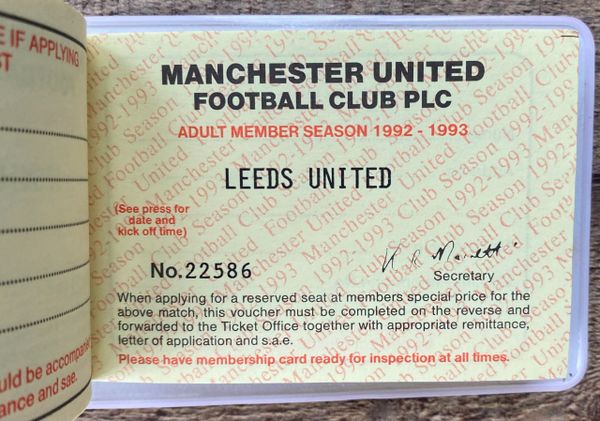 E IF APPLYING
ST
MANCHESTER UNITED
FOOTBALL CLUB PLC
ADULT MEMBER SEASON 1992 - 1993
LEEDS UNITED
(See press for
date and
kick off time)
No.22586
Secretary
When applying for a reserved seat at members special price for the
above match, this voucher must be completed on the reverse and
forwarded to the Ticket Office together with appropriate remittance,
letter of application and s.a.e.
Please have membership card ready for inspection at all times.
uld be accompan
ance and sae.